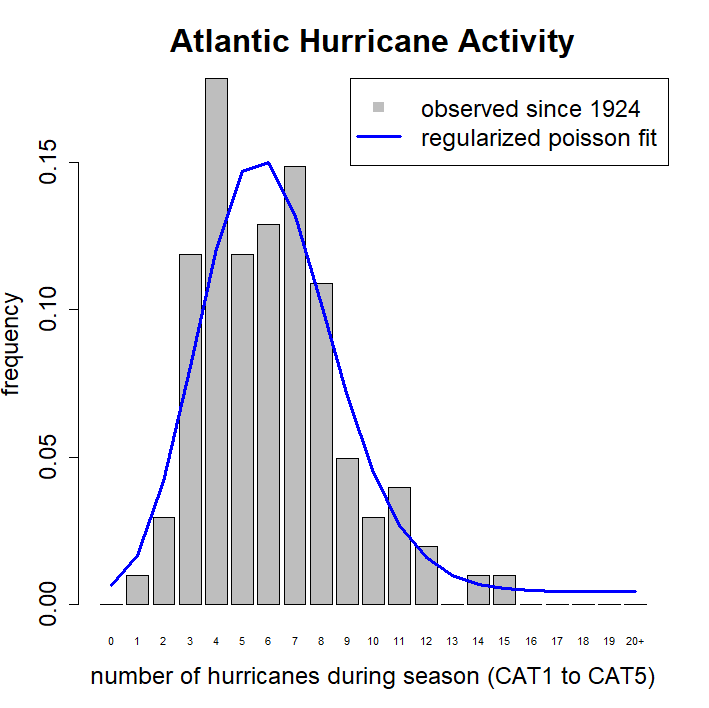 Atlantic Hurricane Activity
observed since 1924
regularized poisson fit
0.15
0.10
0.05
0.00
frequency
0 1 2 3 4 5 6 7 8 9 10 11 12 13 14 15 16 17 18 19 20+
number of hurricanes during season (CAT1 to CAT5)